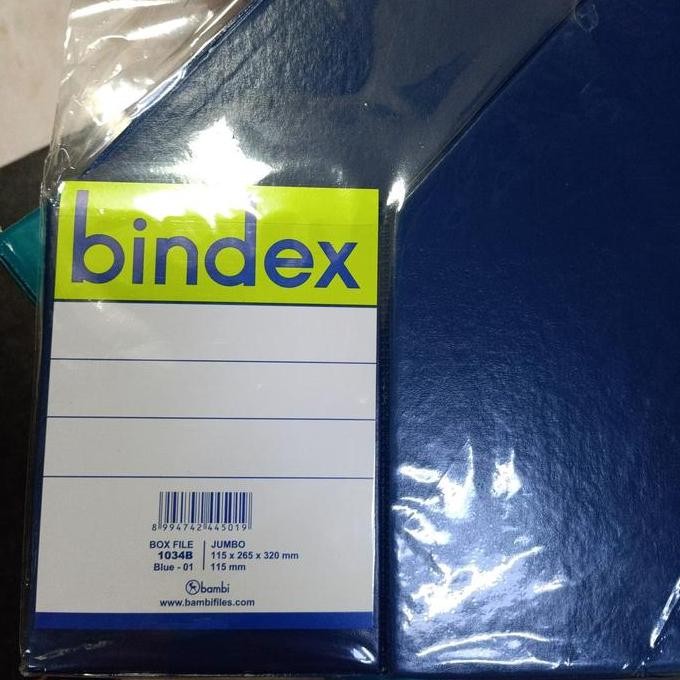 bindex
8 994742 445019
BOX FILE JUMBO
1034B 115 x 265 x 320 mm
Blue - 01 115 mm
bambi
www.bambifiles.com